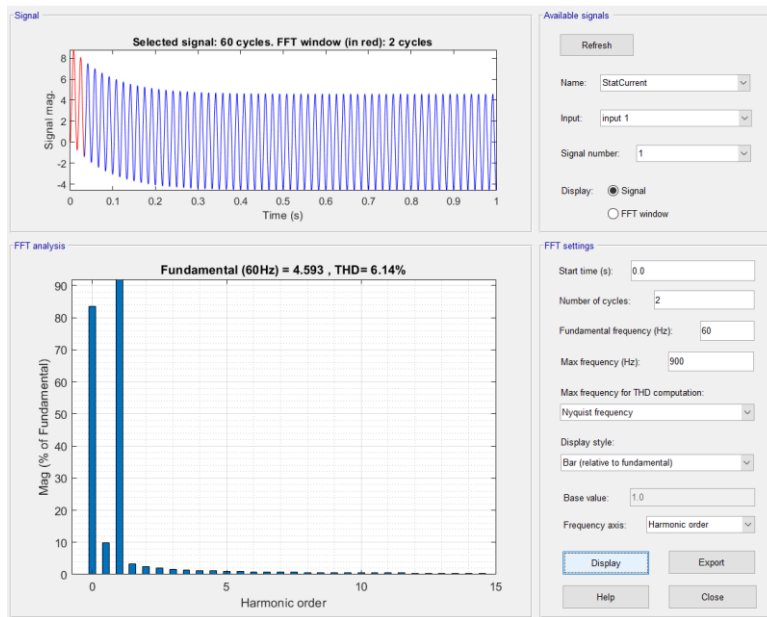 Signal
Selected signal: 60 cycles. FFT window (in red): 2 cycles
Signal mag.
8
6
4
2
0
-2
-4
0 0.1 0.2 0.3 0.4 0.5 0.6 0.7 0.8 0.9 1
Time (s)
Available signals
Refresh
Name: StatCurrent
Input: input 1
Signal number: 1
Display: Signal
FFT window
FFT analysis
Fundamental (60Hz) = 4.593 , THD= 6.14%
Mag (% of Fundamental)
90
80
70
60
50
40
30
20
10
0
0 5 10 15
Harmonic order
FFT settings
Start time (s): 0.0
Number of cycles: 2
Fundamental frequency (Hz): 60
Max frequency (Hz): 900
Max frequency for THD computation:
Nyquist frequency
Display style:
Bar (relative to fundamental)
Base value: 1.0
Frequency axis: Harmonic order
Display Export
Help Close